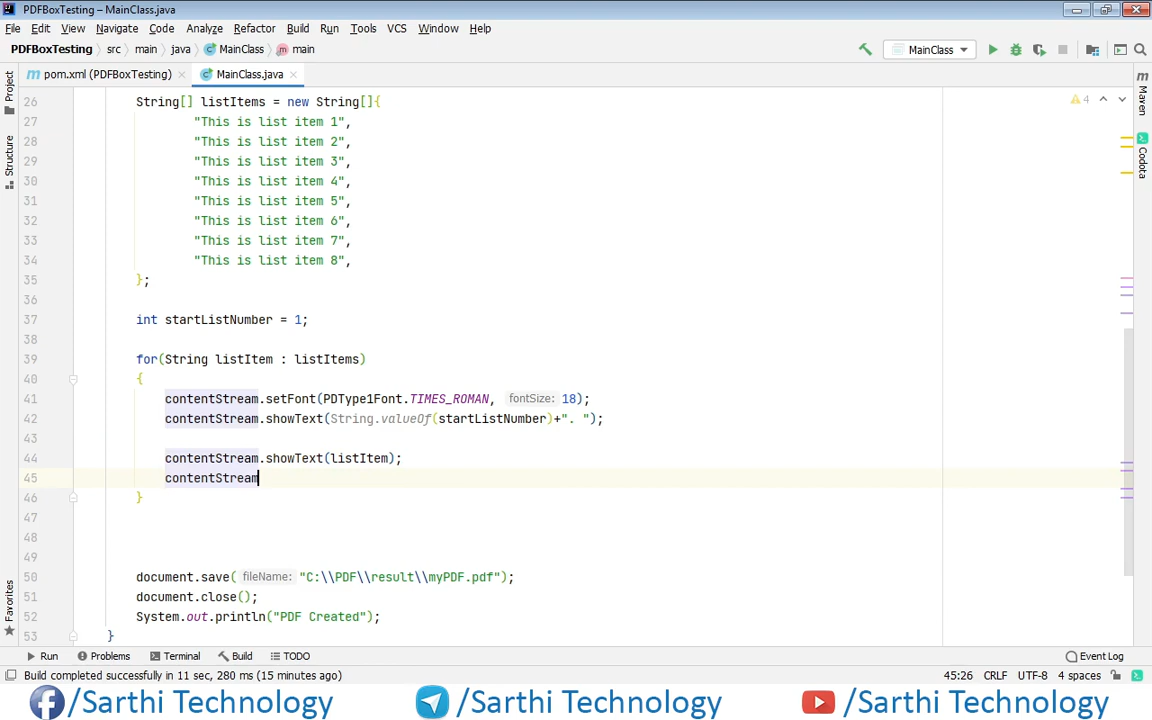 PDFBoxTesting – MainClass.java
File Edit View Navigate Code Analyze Refactor Build Run Tools VCS Window Help
PDFBoxTesting src main java MainClass main MainClass
pom.xml (PDFBoxTesting) MainClass.java
Project
Structure
Favorites
Maven
Codota
4
26 String[] listItems = new String[]{
27 "This is list item 1",
28 "This is list item 2",
29 "This is list item 3",
30 "This is list item 4",
31 "This is list item 5",
32 "This is list item 6",
33 "This is list item 7",
34 "This is list item 8",
35 };
36
37 int startListNumber = 1;
38
39 for(String listItem : listItems)
40 {
41 contentStream.setFont(PDType1Font.TIMES_ROMAN, fontSize: 18);
42 contentStream.showText(String.valueOf(startListNumber)+". ");
43
44 contentStream.showText(listItem);
45 contentStream
46 }
47
48
49
50 document.save( fileName: "C:\\PDF\\result\\myPDF.pdf");
51 document.close();
52 System.out.println("PDF Created");
53 }
Run Problems Terminal Build TODO Event Log
Build completed successfully in 11 sec, 280 ms (15 minutes ago) 45:26 CRLF UTF-8 4 spaces
/Sarthi Technology /Sarthi Technology /Sarthi Technology